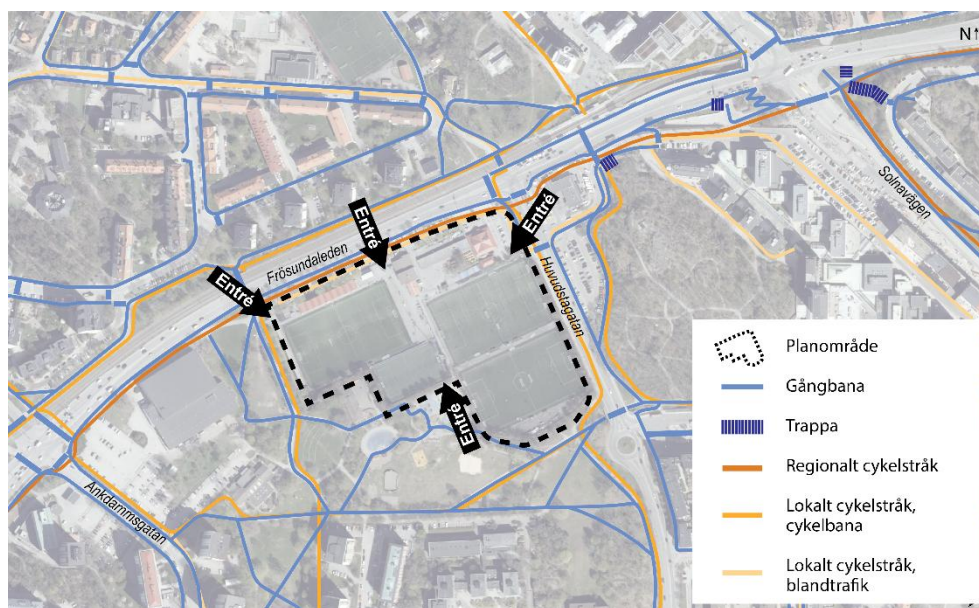 N↑
Solnavägen
Entré
Entré
Entré
Frösundaleden
Huvudstagatan
Entré
Ankdammsgatan
Planområde
Gångbana
Trappa
Regionalt cykelstråk
Lokalt cykelstråk,
cykelbana
Lokalt cykelstråk,
blandtrafik